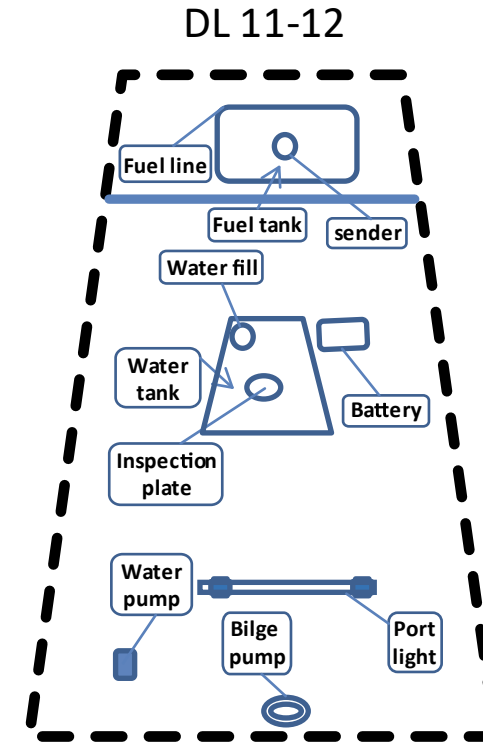 DL 11-12
Fuel line
Fuel tank
sender
Water fill
Water
tank
Battery
Inspection
plate
Water
pump
Bilge
pump
Port
light